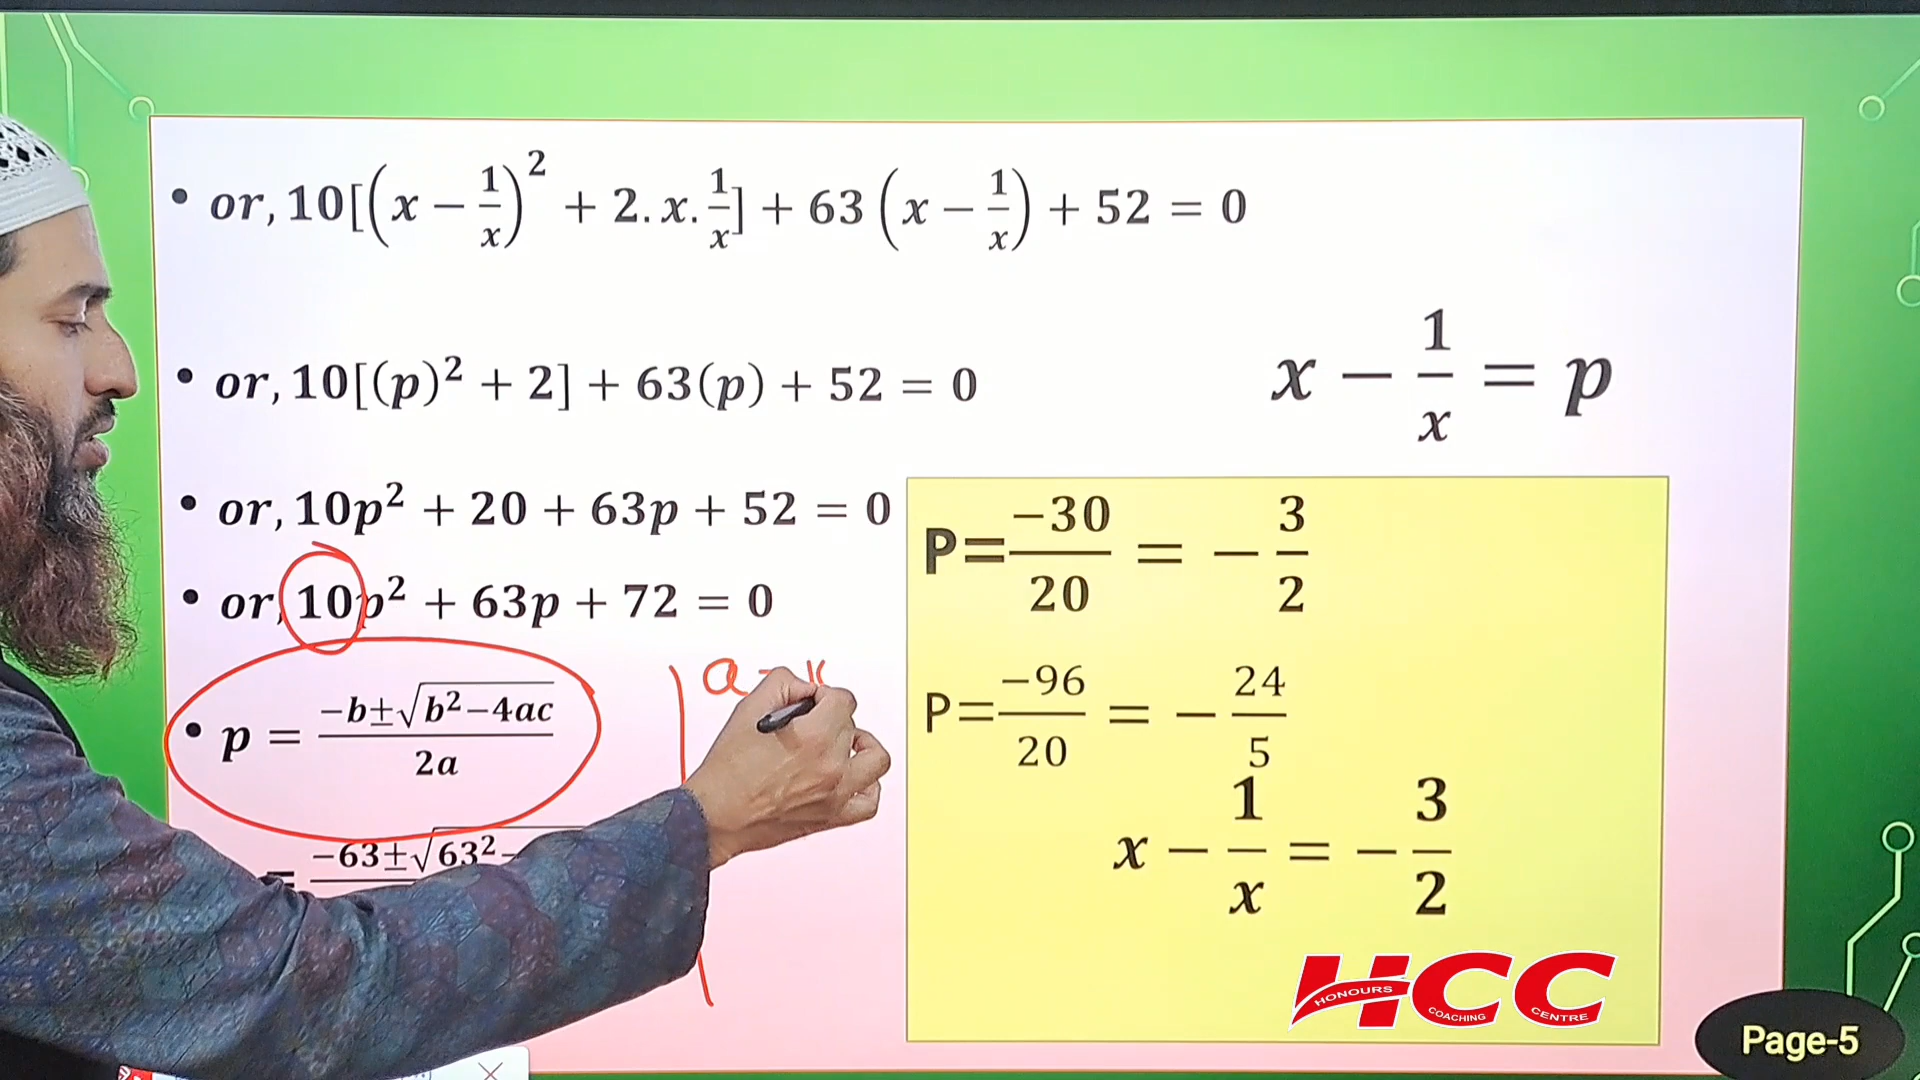 • or, 10[(x − 1/x)² + 2. x. 1/x] + 63 (x − 1/x) + 52 = 0
• or, 10[(p)² + 2] + 63(p) + 52 = 0
x − 1/x = p
• or, 10p² + 20 + 63p + 52 = 0
• or, 10p² + 63p + 72 = 0
• p = (−b±√(b²−4ac))/2a
= −63±√63²−
a =
P= −30/20 = − 3/2
P= −96/20 = − 24/5
x − 1/x = − 3/2
HCC
HONOURS COACHING CENTRE
Page-5